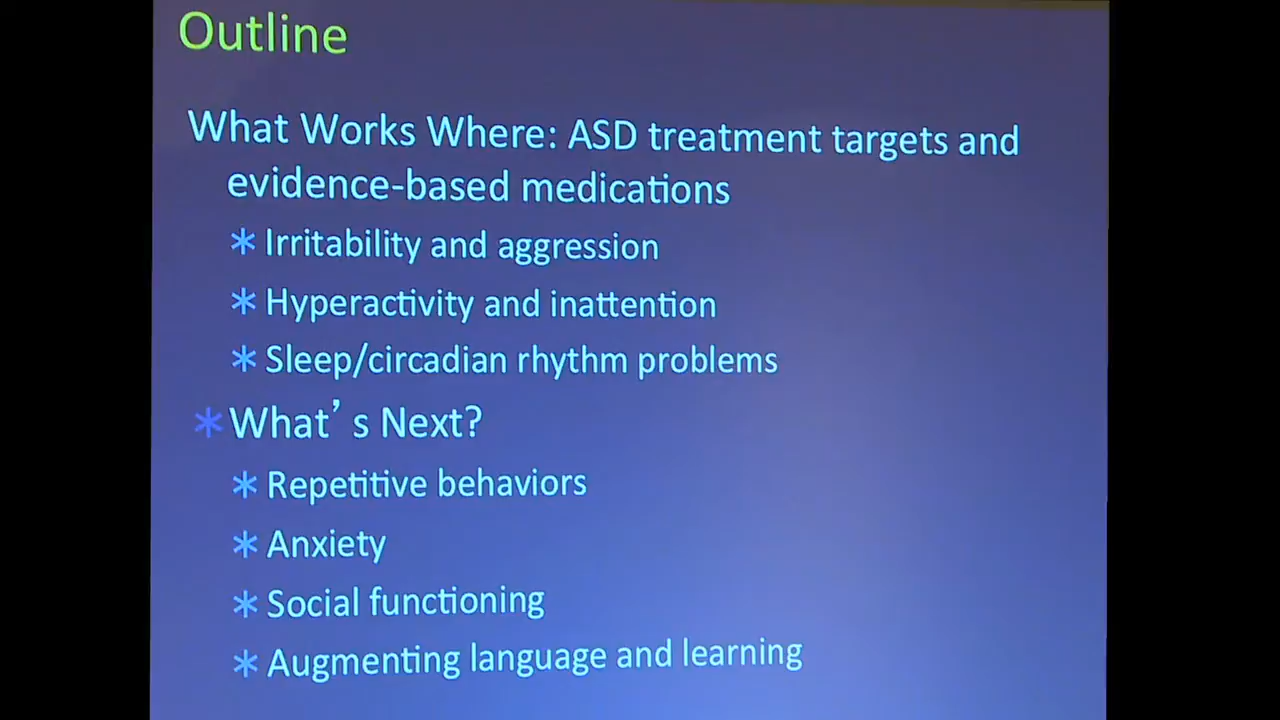 Outline
What Works Where: ASD treatment targets and
evidence-based medications
* Irritability and aggression
* Hyperactivity and inattention
* Sleep/circadian rhythm problems
* What's Next?
* Repetitive behaviors
* Anxiety
* Social functioning
* Augmenting language and learning